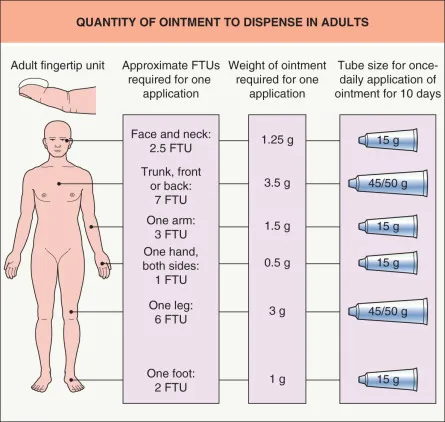 QUANTITY OF OINTMENT TO DISPENSE IN ADULTS
Adult fingertip unit
Approximate FTUs
required for one
application
Weight of ointment
required for one
application
Tube size for once-
daily application of
ointment for 10 days
Face and neck:
2.5 FTU
1.25 g
15 g
Trunk, front
or back:
7 FTU
3.5 g
45/50 g
One arm:
3 FTU
1.5 g
15 g
One hand,
both sides:
1 FTU
0.5 g
15 g
One leg:
6 FTU
3 g
45/50 g
One foot:
2 FTU
1 g
15 g